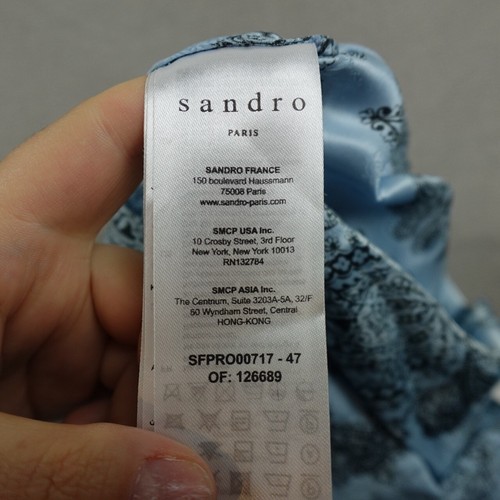 sandro
PARIS
SANDRO FRANCE
150 boulevard Haussmann
75008 Paris
www.sandro-paris.com
SMCP USA Inc.
10 Crosby Street, 3rd Floor
New York, New York 10013
RN132784
SMCP ASIA Inc.
The Centrium, Suite 3203A-5A, 32/F
60 Wyndham Street, Central
HONG-KONG
SFPRO00717 - 47
OF: 126689